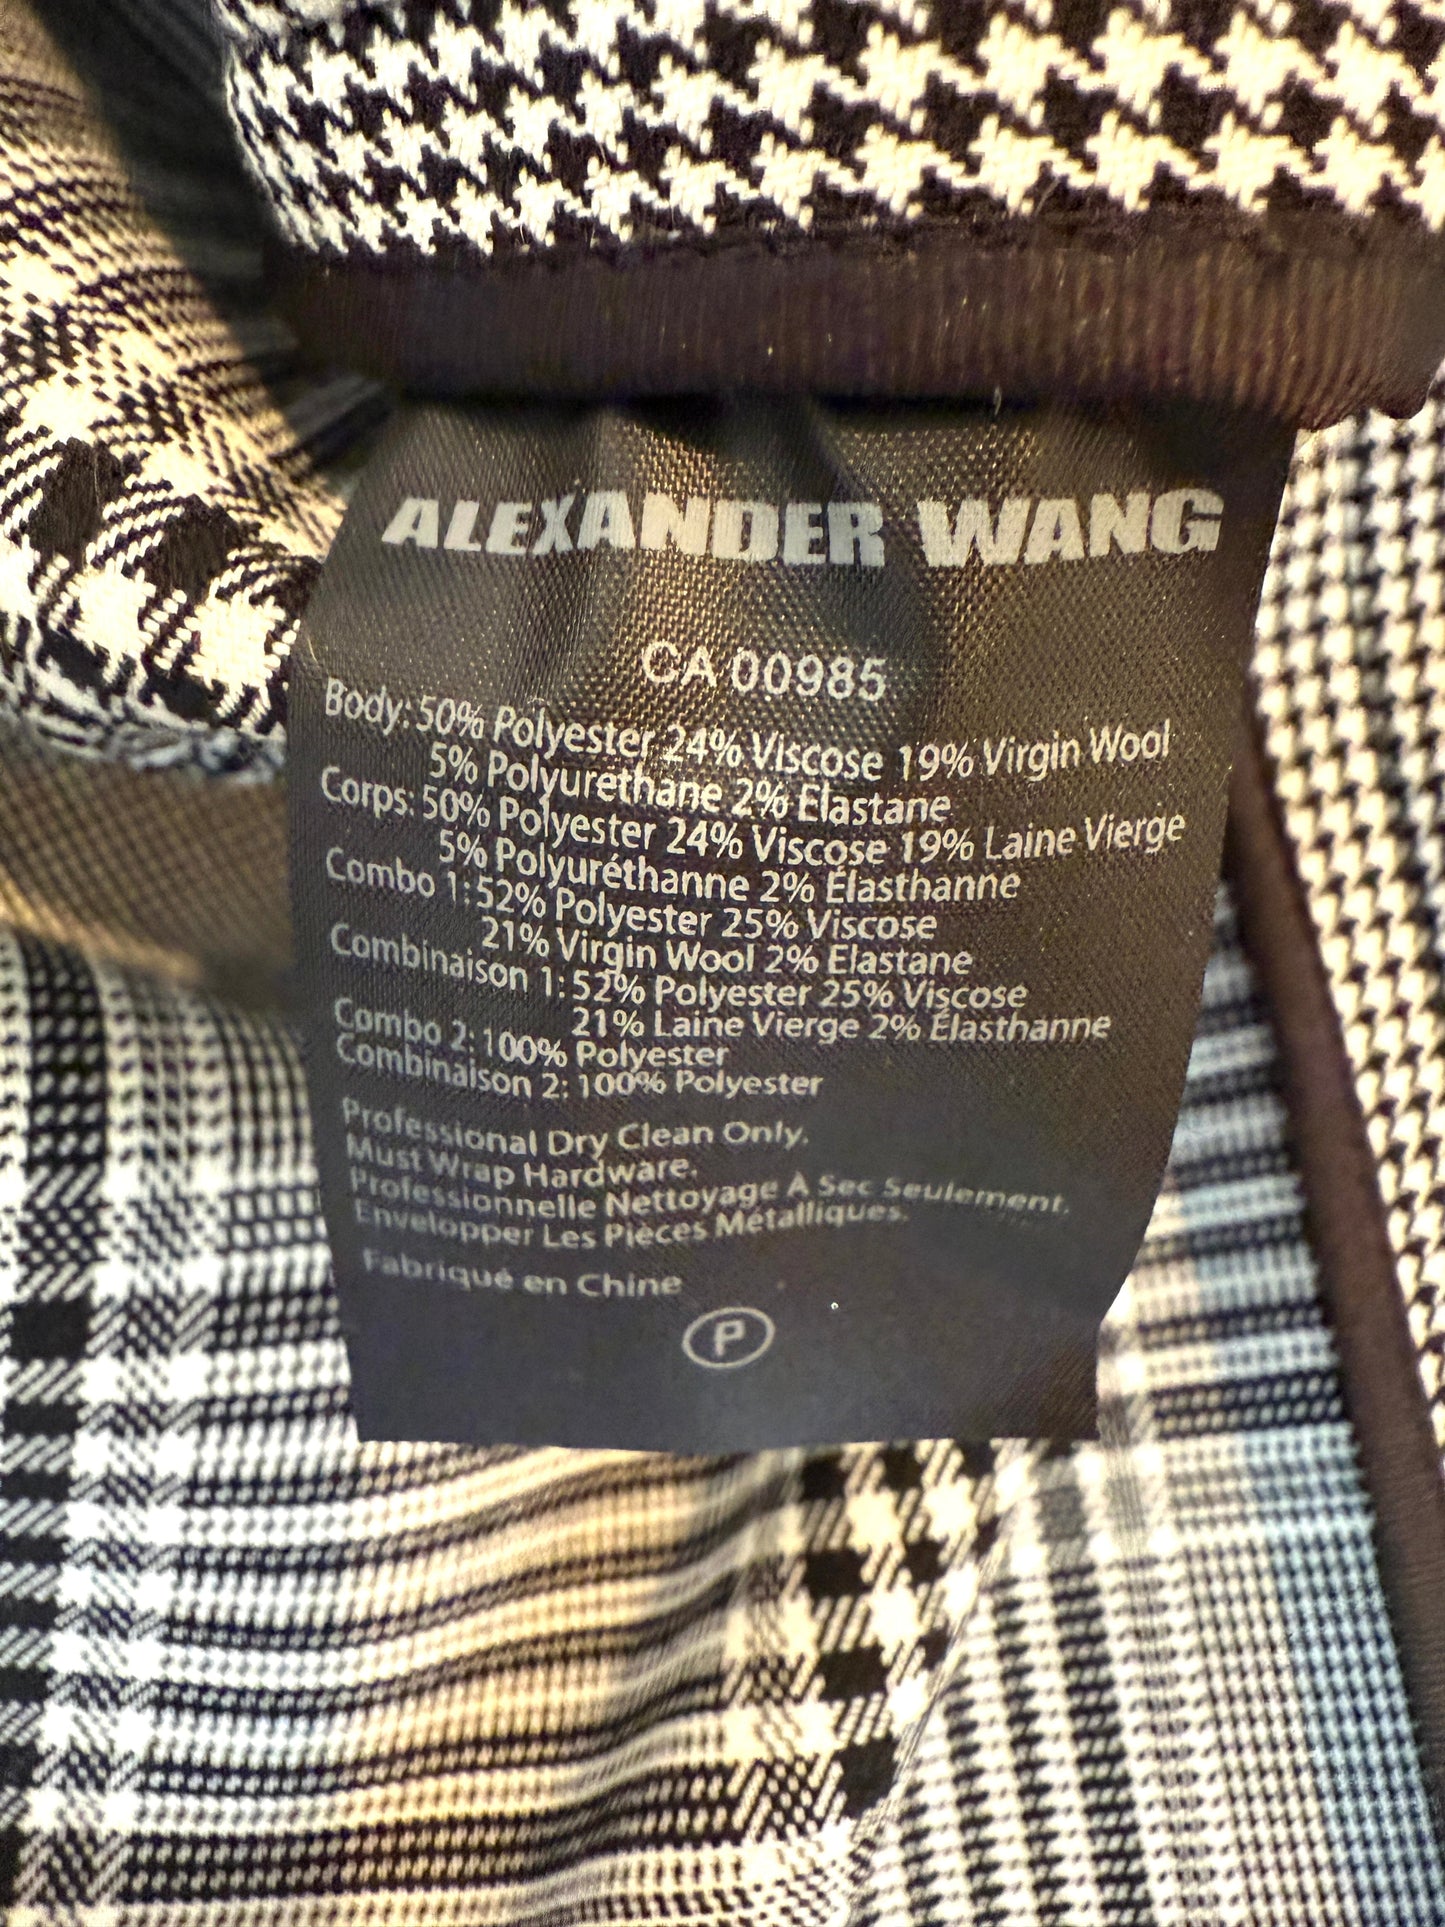 ALEXANDER WANG
CA 00985
Body: 50% Polyester 24% Viscose 19% Virgin Wool
5% Polyurethane 2% Elastane
Corps: 50% Polyester 24% Viscose 19% Laine Vierge
5% Polyuréthanne 2% Élasthanne
Combo 1: 52% Polyester 25% Viscose
21% Virgin Wool 2% Elastane
Combinaison 1: 52% Polyester 25% Viscose
21% Laine Vierge 2% Élasthanne
Combo 2: 100% Polyester
Combinaison 2: 100% Polyester
Professional Dry Clean Only.
Must Wrap Hardware.
Professionnelle Nettoyage A Sec Seulement.
Envelopper Les Pièces Métalliques.
Fabriqué en Chine
P